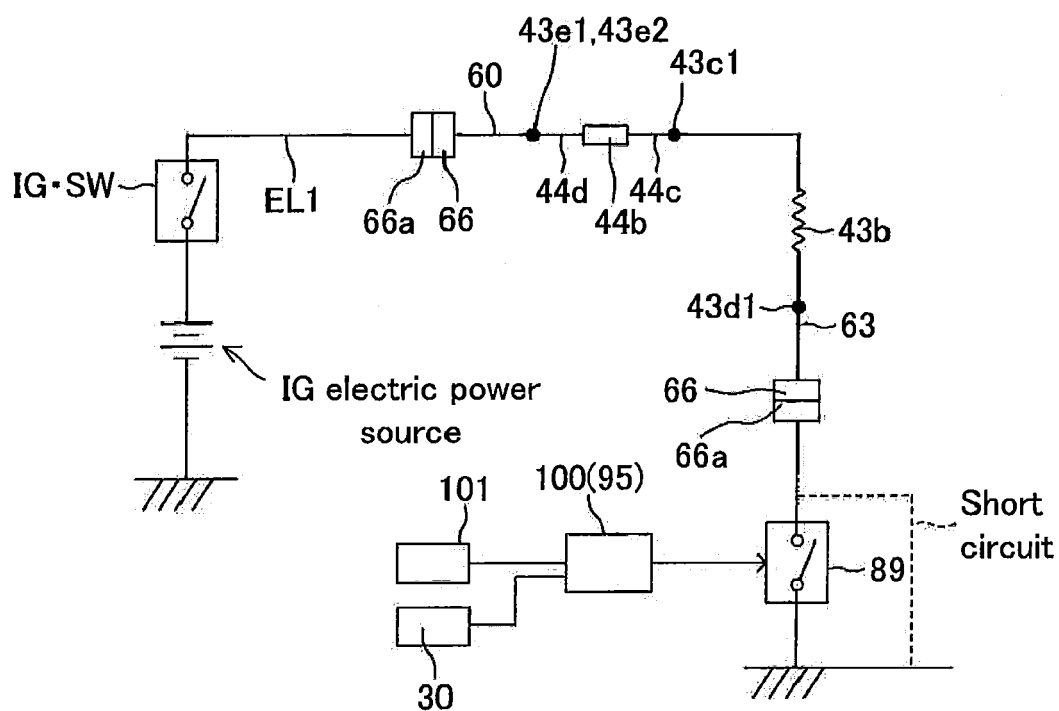 43e1,43e2
43c1
60
IG・SW
EL1
66a
66
44d
44b
44c
43b
43d1
63
IG electric power
source
66
66a
101
100(95)
Short
circuit
89
30